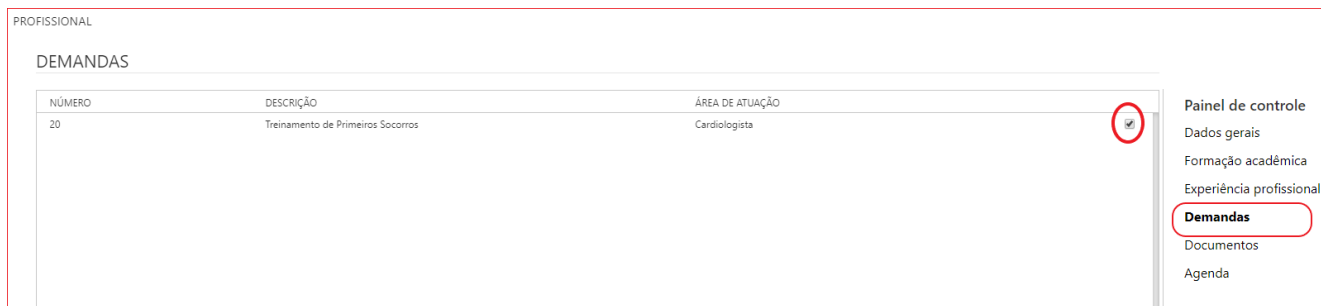 PROFISSIONAL
DEMANDAS
NÚMERO DESCRIÇÃO ÁREA DE ATUAÇÃO
20 Treinamento de Primeiros Socorros Cardiologista
Painel de controle
Dados gerais
Formação acadêmica
Experiência profissional
Demandas
Documentos
Agenda